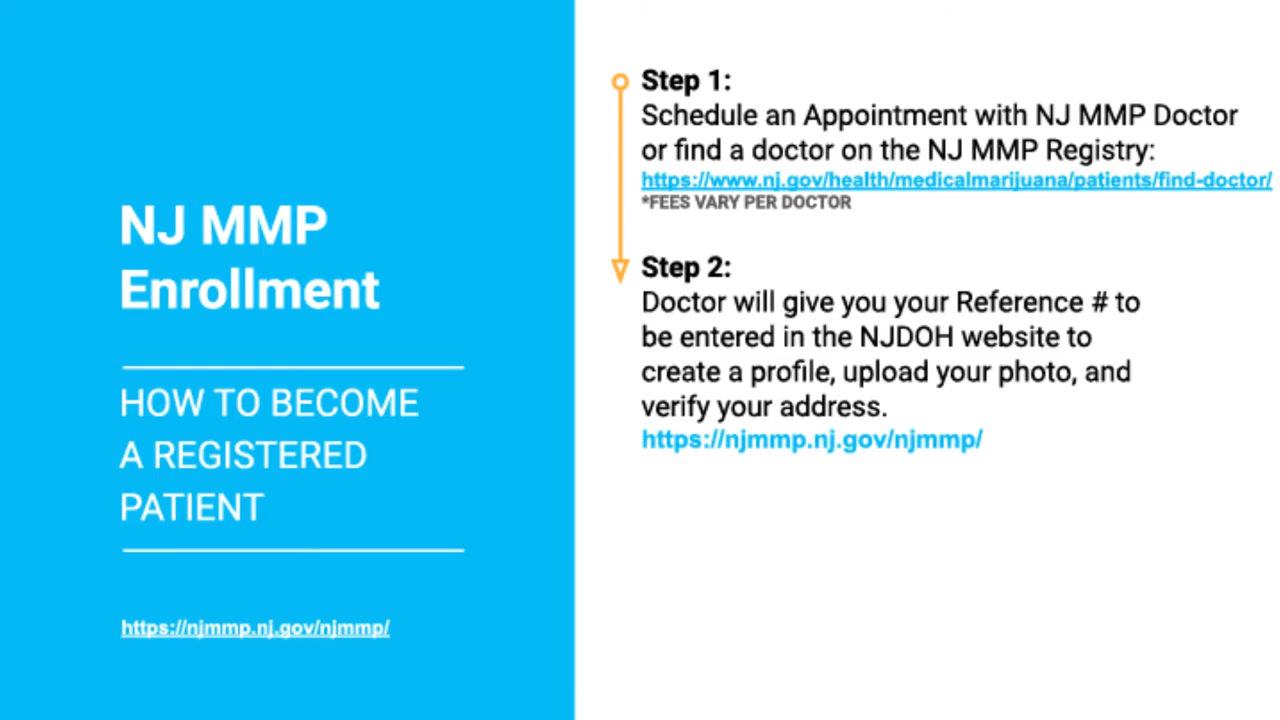 NJ MMP
Enrollment
HOW TO BECOME
A REGISTERED
PATIENT
https://njmmp.nj.gov/njmmp/
Step 1:
Schedule an Appointment with NJ MMP Doctor
or find a doctor on the NJ MMP Registry:
https://www.nj.gov/health/medicalmarijuana/patients/find-doctor/
*FEES VARY PER DOCTOR
Step 2:
Doctor will give you your Reference # to
be entered in the NJDOH website to
create a profile, upload your photo, and
verify your address.
https://njmmp.nj.gov/njmmp/